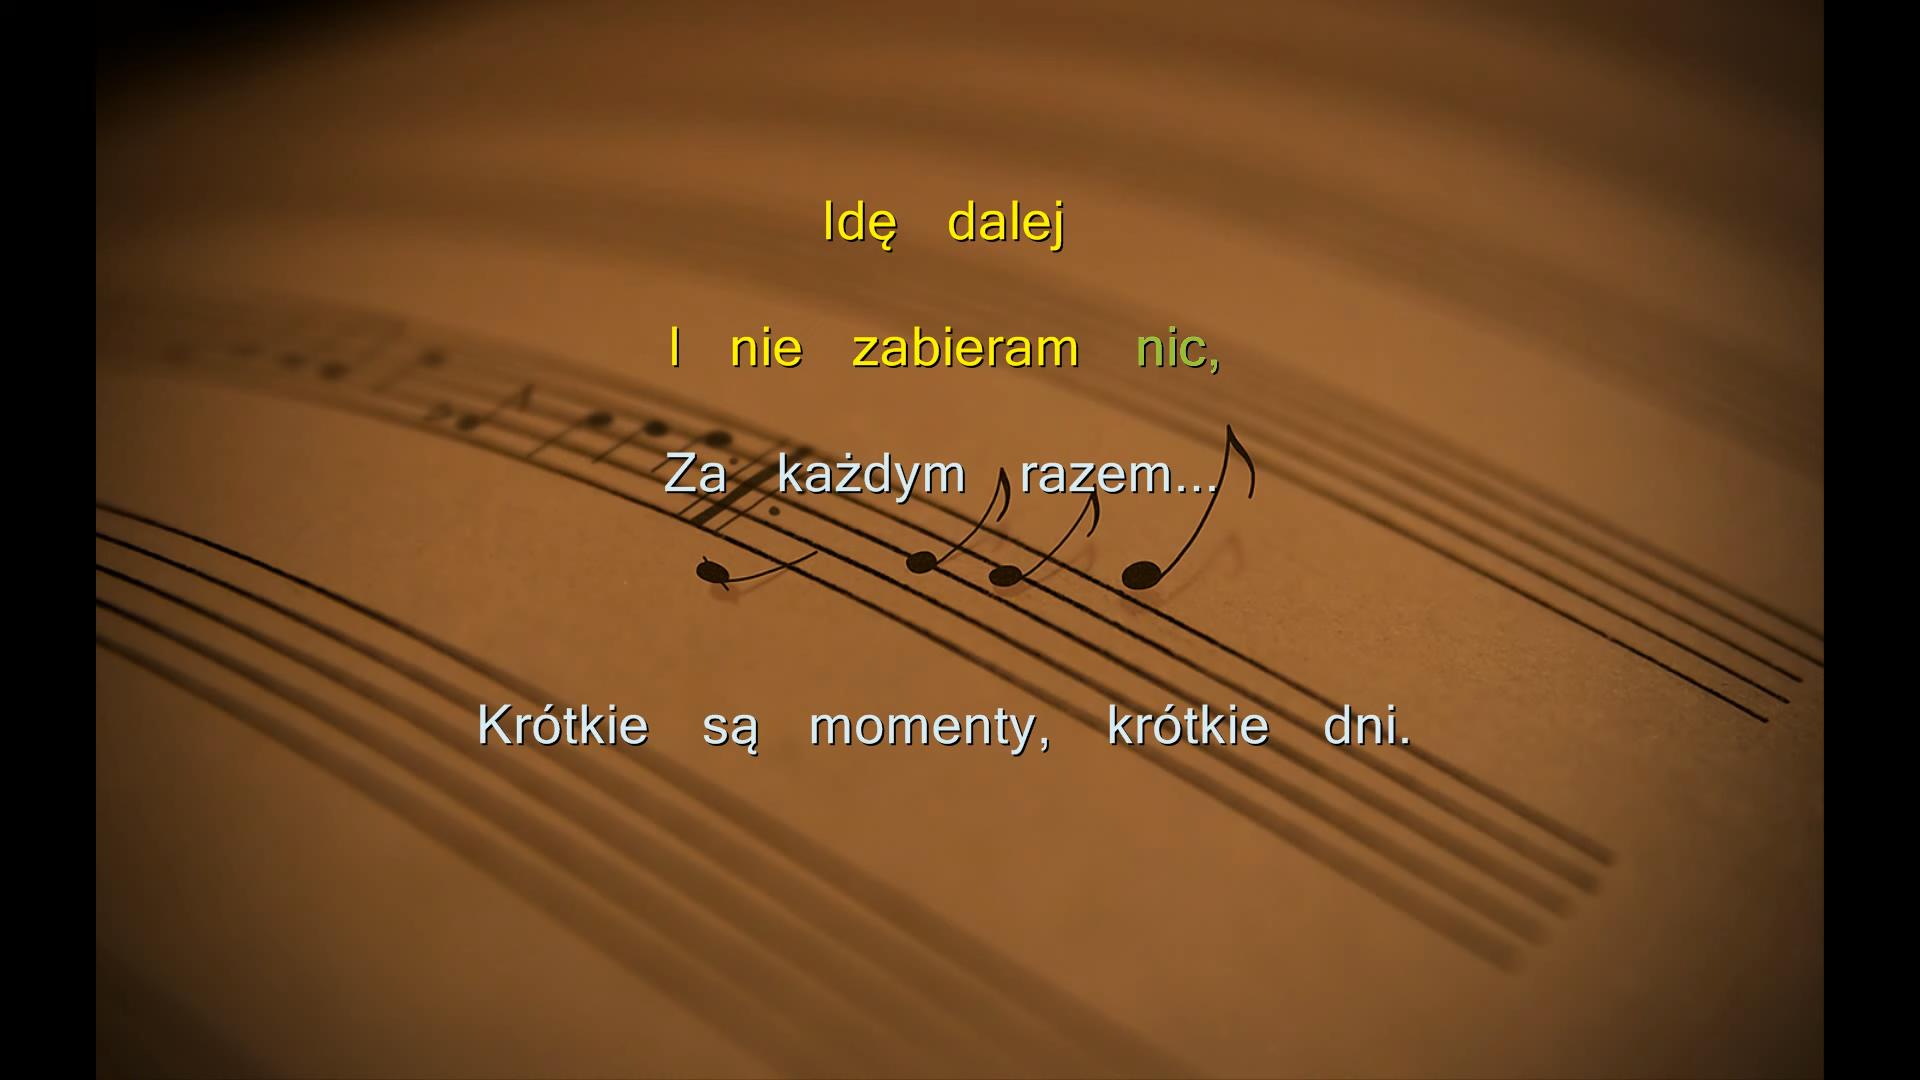 Idę dalej
I nie zabieram nic,
Za każdym razem...
Krótkie są momenty, krótkie dni.